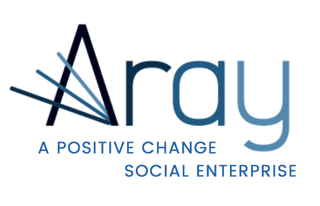 Aray
A POSITIVE CHANGE
SOCIAL ENTERPRISE